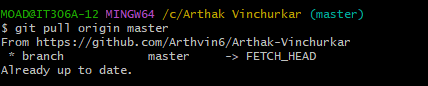 MOAD@IT306A-12 MINGW64 /c/Arthak Vinchurkar (master)
$ git pull origin master
From https://github.com/Arthvin6/Arthak-Vinchurkar
 * branch            master     -> FETCH_HEAD
Already up to date.